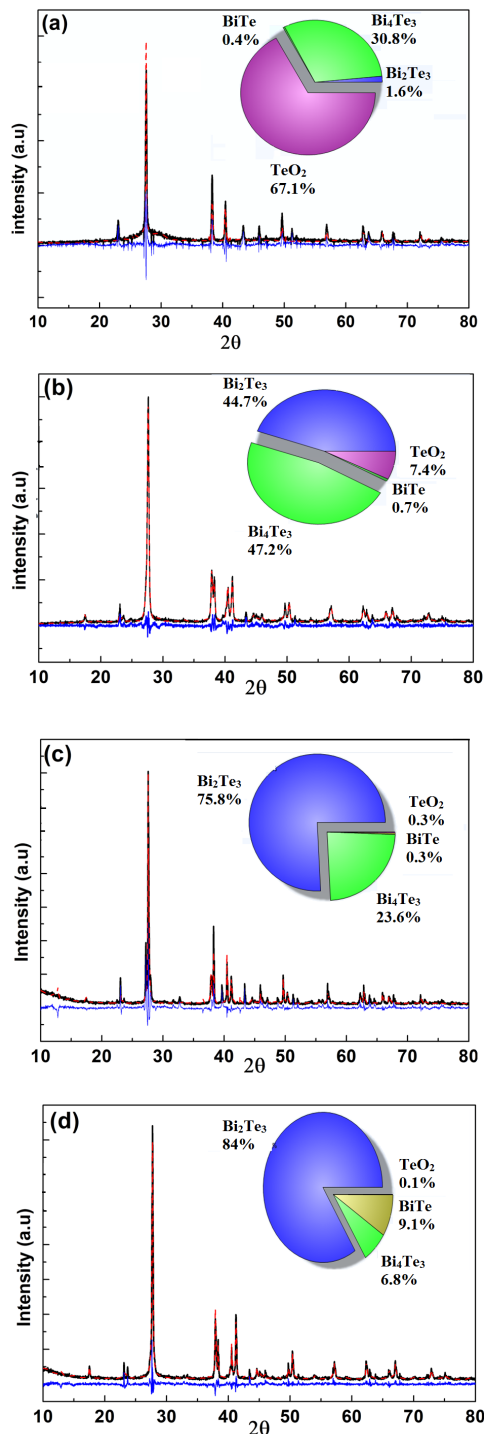 (a)
BiTe
0.4%
Bi₄Te₃
30.8%
Bi₂Te₃
1.6%
TeO₂
67.1%
intensity (a.u)
10 20 30 40 50 60 70 80
2θ
(b)
Bi₂Te₃
44.7%
TeO₂
7.4%
BiTe
0.7%
Bi₄Te₃
47.2%
intensity (a.u)
10 20 30 40 50 60 70 80
2θ
(c)
Bi₂Te₃
75.8%
TeO₂
0.3%
BiTe
0.3%
Bi₄Te₃
23.6%
Intensity (a.u)
10 20 30 40 50 60 70 80
2θ
(d)
Bi₂Te₃
84%
TeO₂
0.1%
BiTe
9.1%
Bi₄Te₃
6.8%
Intensity (a.u)
10 20 30 40 50 60 70 80
2θ